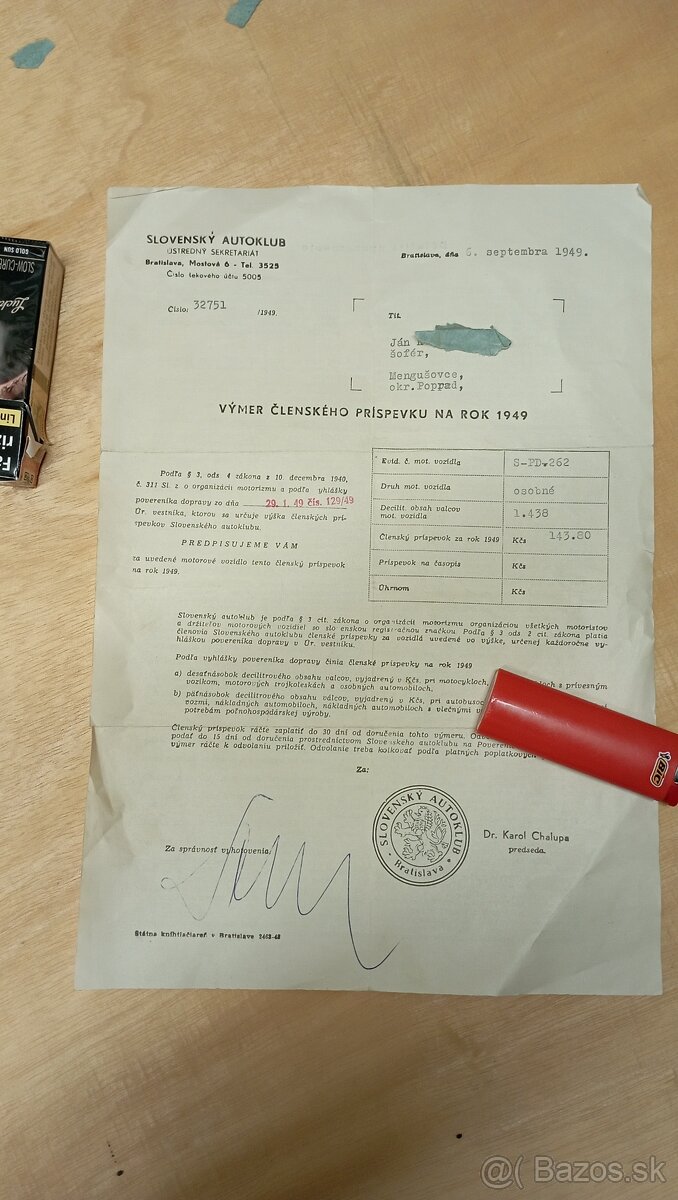 SLOVENSKÝ AUTOKLUB
ÚSTREDNÝ SEKRETARIÁT
Bratislava, Mostová 6 - Tel. 3525
Číslo šekového účtu 5005
Bratislava, dňa 6. septembra 1949.
Číslo: 32751 /1949.
Tit.
Ján
šofér,
Mengušovce,
okr. Poprad,
VÝMER ČLENSKÉHO PRÍSPEVKU NA ROK 1949
Podľa § 3, ods. 4 zákona z 10. decembra 1940,
č. 311 Sl. z. o organizácii motorizmu a podľa yhlášky
povereníka dopravy zo dňa 29. 1. 49 čís. 129/49
Úr. vestníka, ktorou sa určuje výška členských prí-
spevkov Slovenského autoklubu.
PREDPISUJEME VÁM
za uvedené motorové vozidlo tento členský príspevok
na rok 1949.
Evid. č. mot. vozidla S-PD-262
Druh mot. vozidla osobné
Decilit. obsah valcov
mot. vozidla 1.438
Členský príspevok za rok 1949 Kčs 143.80
Príspevok na časopis Kčs
Úhrnom Kčs
Slovenský autoklub je podľa § 3 cit. zákona o organizácii motorizmu organizáciou všetkých motoristov
a držiteľov motorových vozidiel so slo enskou registračnou značkou. Podľa § 3 ods. 2 cit. zákona platia
členovia Slovenského autoklubu členské príspevky za vozidlá uvedené vo výške, určenej každoročne vy-
hláškou povereníka dopravy v Úr. vestníku.
Podľa vyhlášky povereníka dopravy činia členské príspevky na rok 1949
a) desaťnásobok decilitrového obsahu valcov, vyjadrený v Kčs, pri motocykloch, s prívesným
vozíkom, motorových trojkoleskách a osobných automobiloch,
b) päťnásobok decilitrového obsahu valcov, vyjadrený v Kčs, pri autobusoch
nákladných automobiloch, nákladných automobiloch s vlečnými
potrebám poľnohospodárskej výroby.
Členský príspevok ráčte zaplatiť do 30 dní od doručenia tohto výmeru.
podať do 15 dní od doručenia prostredníctvom Slovenského autoklubu na
výmer ráčte k odvolaniu priložiť. Odvolanie treba kolkovať podľa platných poplatkových
Za:
SLOVENSKÝ AUTOKLUB
Bratislava
Dr. Karol Chalupa
predseda.
Za správnosť vyhotovenia:
Štátna kníhtlačiareň v Bratislave 2463-48
BIC
GOLD SUN
@( Bazos.sk